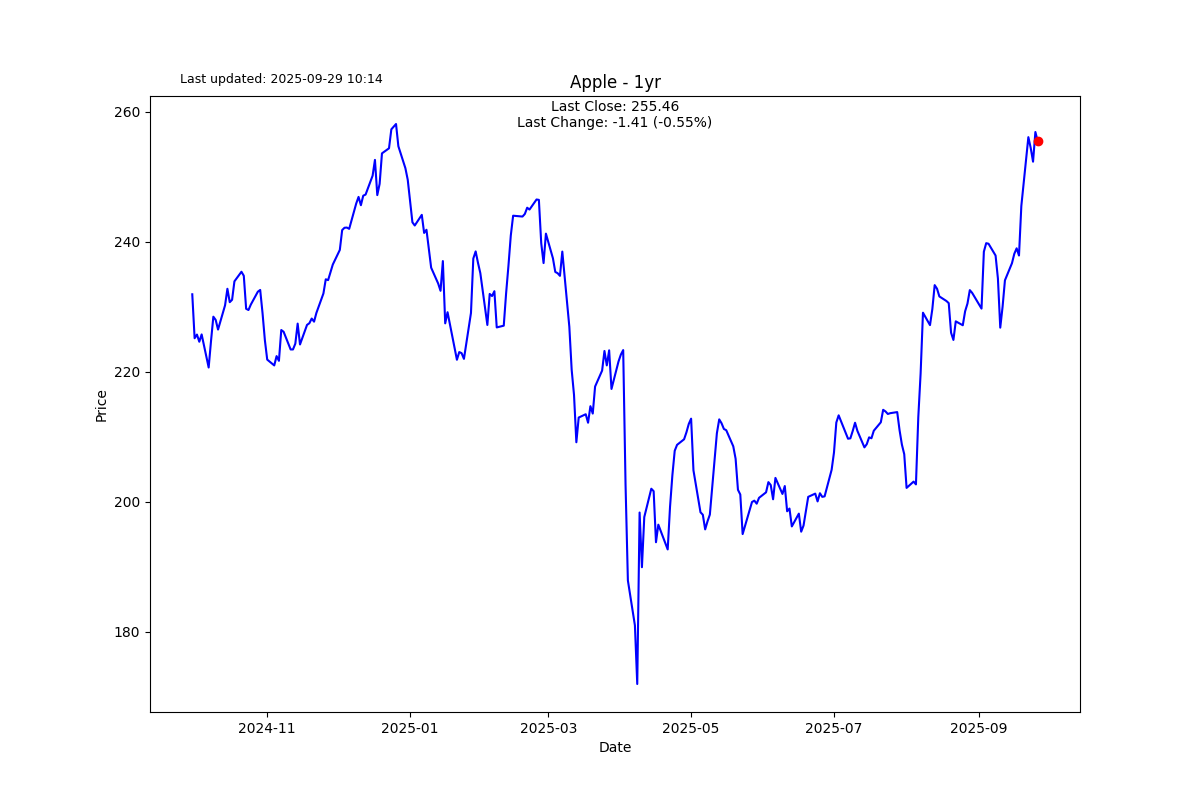 Last updated: 2025-09-29 10:14
Apple - 1yr
Last Close: 255.46
Last Change: -1.41 (-0.55%)
260
240
220
200
180
Price
2024-11
2025-01
2025-03
2025-05
2025-07
2025-09
Date